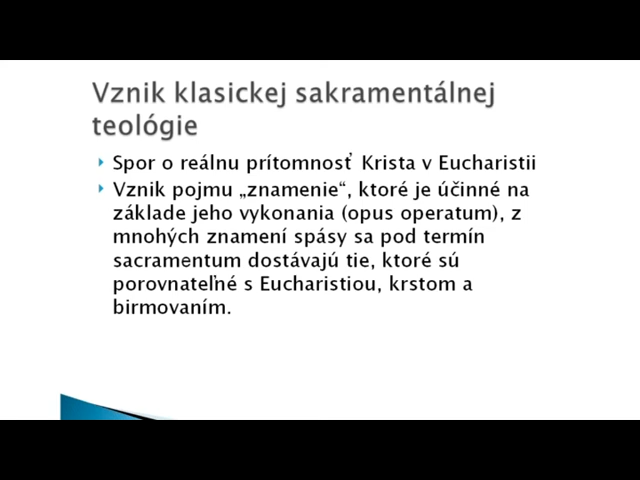 Vznik klasickej sakramentálnej
teológie
Spor o reálnu prítomnosť Krista v Eucharistii
Vznik pojmu „znamenie“, ktoré je účinné na
základe jeho vykonania (opus operatum), z
mnohých znamení spásy sa pod termín
sacramentum dostávajú tie, ktoré sú
porovnateľné s Eucharistiou, krstom a
birmovaním.